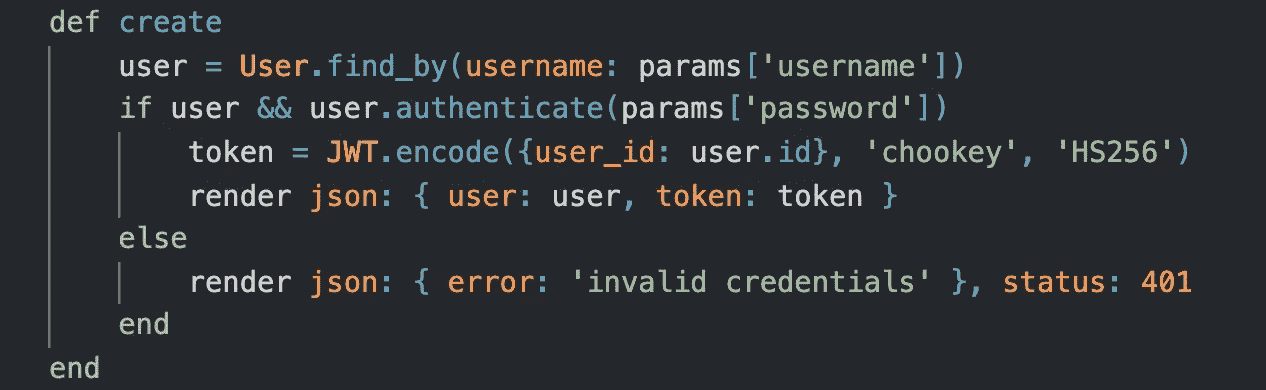 def create
user = User.find_by(username: params['username'])
if user && user.authenticate(params['password'])
token = JWT.encode({user_id: user.id}, 'chookey', 'HS256')
render json: { user: user, token: token }
else
render json: { error: 'invalid credentials' }, status: 401
end
end